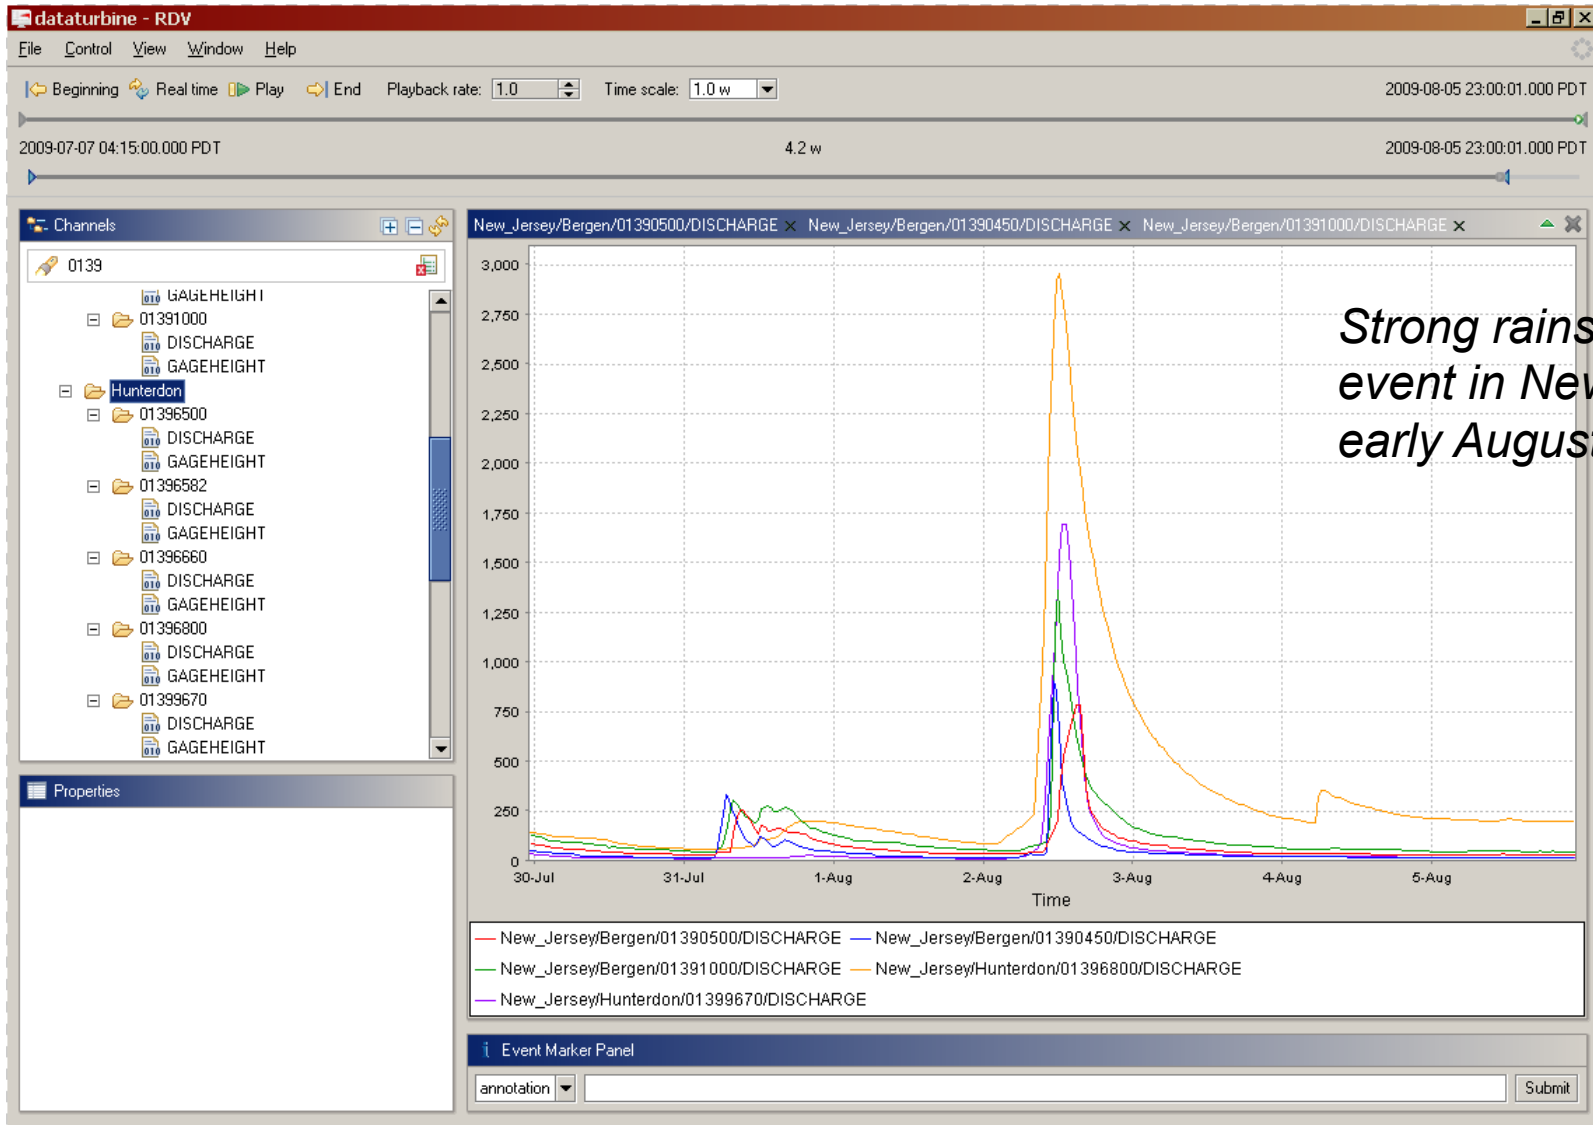 dataturbine - RDV
File Control View Window Help
Beginning Real time Play End Playback rate: 1.0 Time scale: 1.0 w 2009-08-05 23:00:01.000 PDT
2009-07-07 04:15:00.000 PDT 4.2 w 2009-08-05 23:00:01.000 PDT
Channels
0139
GAGEHEIGHT
01391000
DISCHARGE
GAGEHEIGHT
Hunterdon
01396500
DISCHARGE
GAGEHEIGHT
01396582
DISCHARGE
GAGEHEIGHT
01396660
DISCHARGE
GAGEHEIGHT
01396800
DISCHARGE
GAGEHEIGHT
01399670
DISCHARGE
GAGEHEIGHT
Properties
New_Jersey/Bergen/01390500/DISCHARGE New_Jersey/Bergen/01390450/DISCHARGE New_Jersey/Bergen/01391000/DISCHARGE
3,000
2,750
2,500
2,250
2,000
1,750
1,500
1,250
1,000
750
500
250
0
30-Jul 31-Jul 1-Aug 2-Aug 3-Aug 4-Aug 5-Aug
Time
Strong rains
event in New
early August
New_Jersey/Bergen/01390500/DISCHARGE New_Jersey/Bergen/01390450/DISCHARGE
New_Jersey/Bergen/01391000/DISCHARGE New_Jersey/Hunterdon/01396800/DISCHARGE
New_Jersey/Hunterdon/01399670/DISCHARGE
Event Marker Panel
annotation Submit